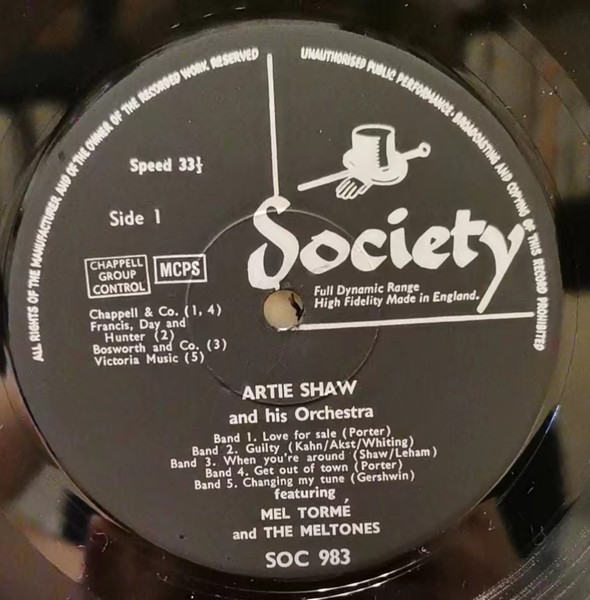 ALL RIGHTS OF THE MANUFACTURER AND OF THE OWNER OF THE RECORDED WORK RESERVED
UNAUTHORISED PUBLIC PERFORMANCE, BROADCASTING AND COPYING OF THIS RECORD PROHIBITED
Speed 33⅓
Side 1
CHAPPELL
GROUP
CONTROL
MCPS
Chappell & Co. (1, 4)
Francis, Day and
Hunter (2)
Bosworth and Co. (3)
Victoria Music (5)
Society
Full Dynamic Range
High Fidelity Made in England.
ARTIE SHAW
and his Orchestra
Band 1. Love for sale (Porter)
Band 2. Guilty (Kahn/Akst/Whiting)
Band 3. When you're around (Shaw/Leham)
Band 4. Get out of town (Porter)
Band 5. Changing my tune (Gershwin)
featuring
MEL TORMÉ
and THE MELTONES
SOC 983